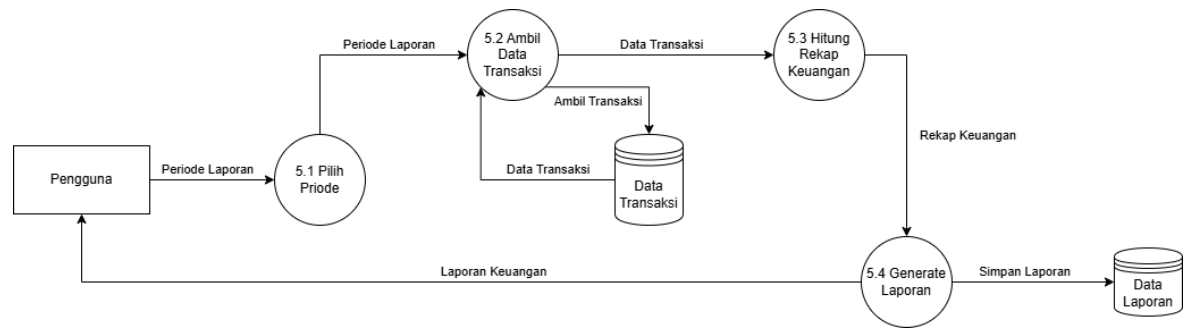 Periode Laporan
5.2 Ambil
Data
Transaksi
Data Transaksi
5.3 Hitung
Rekap
Keuangan
Ambil Transaksi
Rekap Keuangan
Pengguna
Periode Laporan
5.1 Pilih
Priode
Data Transaksi
Data
Transaksi
Laporan Keuangan
5.4 Generate
Laporan
Simpan Laporan
Data
Laporan